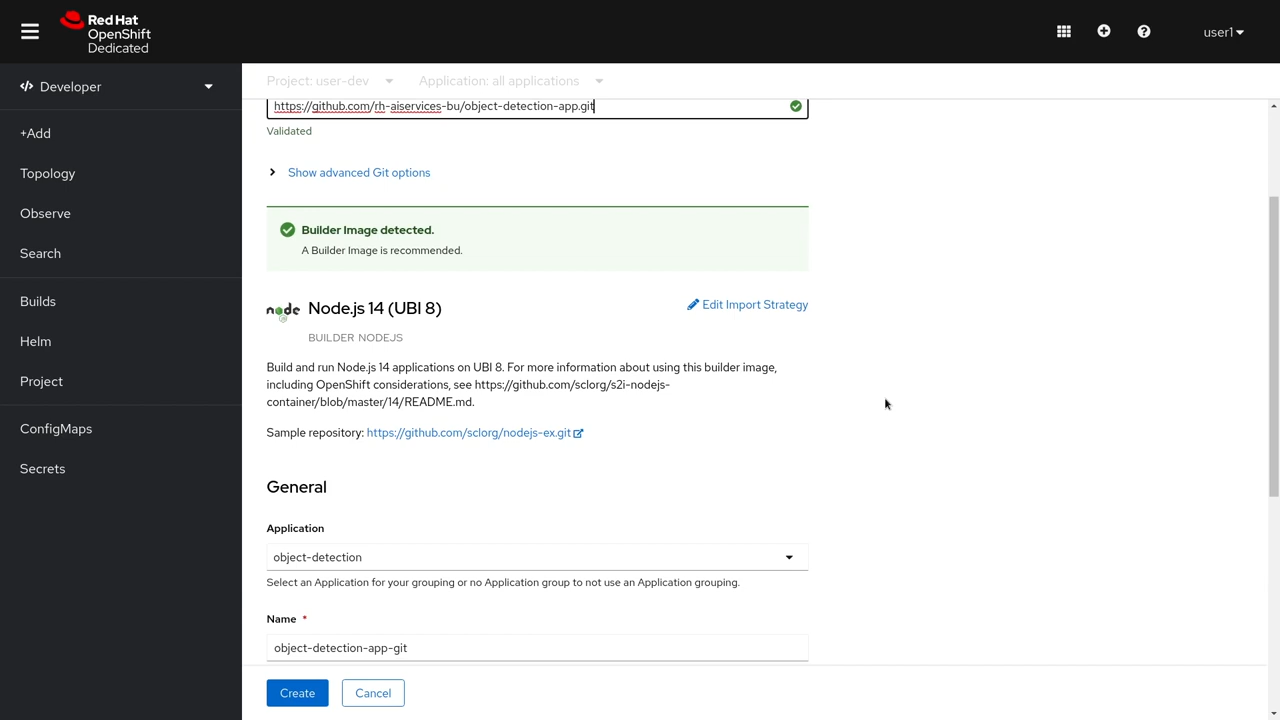 Red Hat
OpenShift
Dedicated
user1
Developer
+Add
Topology
Observe
Search
Builds
Helm
Project
ConfigMaps
Secrets
Project: user-dev
Application: all applications
https://github.com/rh-aiservices-bu/object-detection-app.git
Validated
Show advanced Git options
Builder Image detected.
A Builder Image is recommended.
node
Node.js 14 (UBI 8)
Edit Import Strategy
BUILDER NODEJS
Build and run Node.js 14 applications on UBI 8. For more information about using this builder image,
including OpenShift considerations, see https://github.com/sclorg/s2i-nodejs-
container/blob/master/14/README.md.
Sample repository: https://github.com/sclorg/nodejs-ex.git
General
Application
object-detection
Select an Application for your grouping or no Application group to not use an Application grouping.
Name *
object-detection-app-git
Create
Cancel